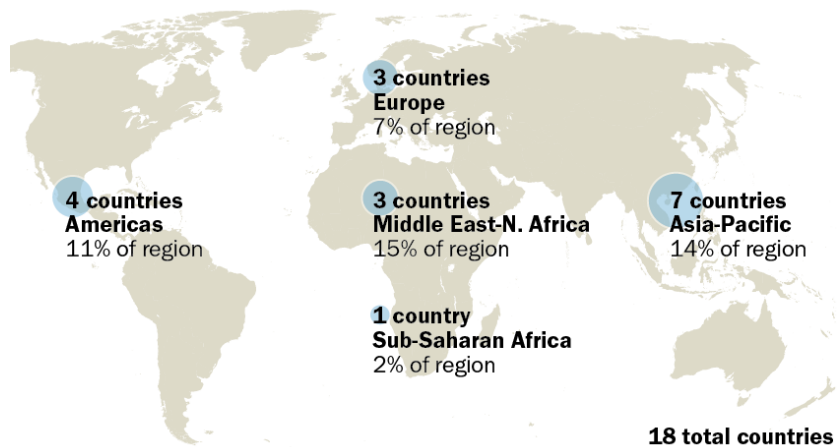 3 countries
Europe
7% of region
4 countries
Americas
11% of region
3 countries
Middle East-N. Africa
15% of region
7 countries
Asia-Pacific
14% of region
1 country
Sub-Saharan Africa
2% of region
18 total countries